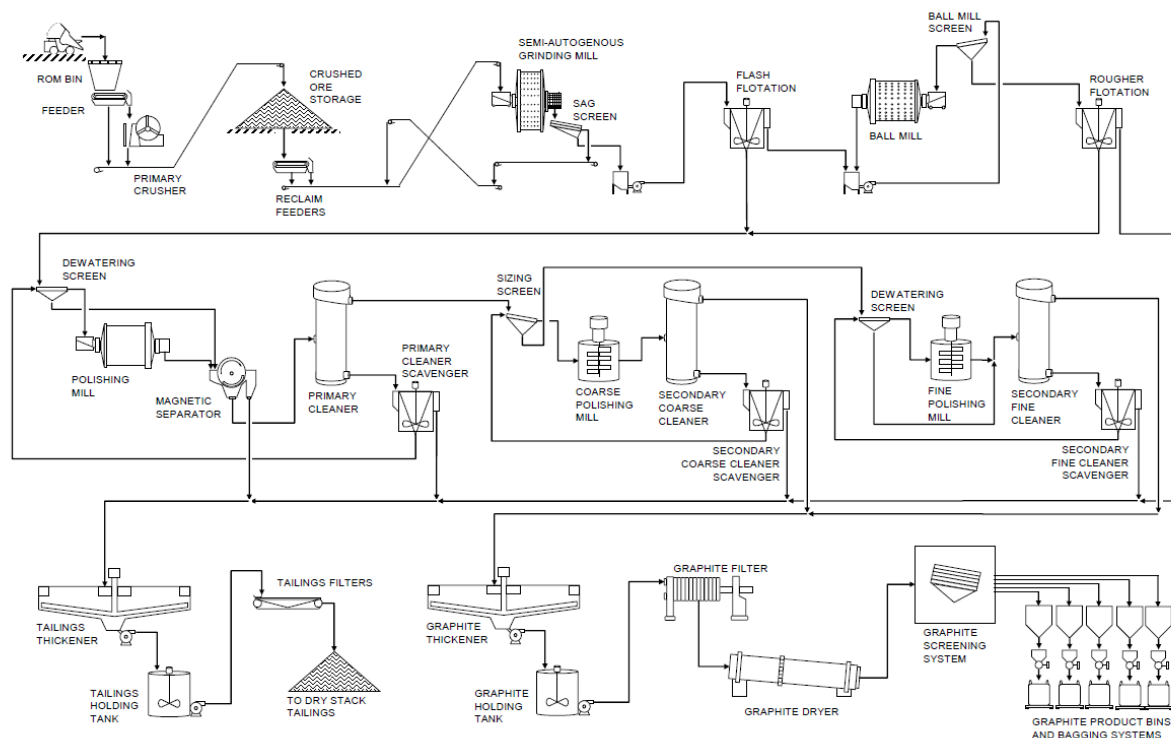 ROM BIN
FEEDER
PRIMARY
CRUSHER
CRUSHED
ORE
STORAGE
RECLAIM
FEEDERS
SEMI-AUTOGENOUS
GRINDING MILL
SAG
SCREEN
FLASH
FLOTATION
BALL MILL
SCREEN
BALL MILL
ROUGHER
FLOTATION
DEWATERING
SCREEN
POLISHING
MILL
MAGNETIC
SEPARATOR
PRIMARY
CLEANER
PRIMARY
CLEANER
SCAVENGER
SIZING
SCREEN
COARSE
POLISHING
MILL
SECONDARY
COARSE
CLEANER
SECONDARY
COARSE CLEANER
SCAVENGER
DEWATERING
SCREEN
FINE
POLISHING
MILL
SECONDARY
FINE
CLEANER
SECONDARY
FINE CLEANER
SCAVENGER
TAILINGS
THICKENER
TAILINGS
HOLDING
TANK
TAILINGS FILTERS
TO DRY STACK
TAILINGS
GRAPHITE
THICKENER
GRAPHITE
HOLDING
TANK
GRAPHITE FILTER
GRAPHITE DRYER
GRAPHITE
SCREENING
SYSTEM
GRAPHITE PRODUCT BINS
AND BAGGING SYSTEMS